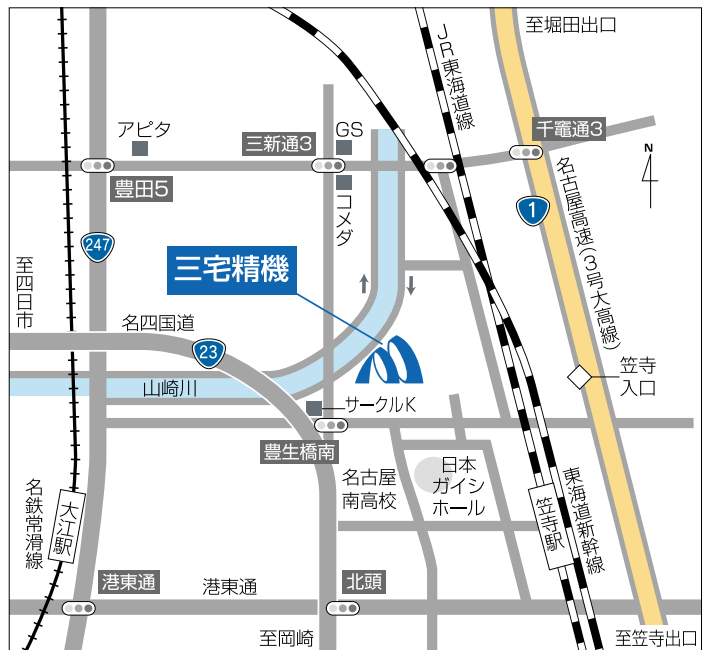 至堀田出口
JR東海道線
アピタ
三新通3
GS
千竈通3
N
豊田5
コメダ
1
名古屋高速(3号大高線)
247
三宅精機
至四日市
名四国道
23
笠寺
入口
山崎川
サークルK
豊生橋南
名古屋
南高校
日本
ガイシ
ホール
名鉄常滑線
大江駅
笠寺駅
東海道新幹線
港東通
港東通
北頭
至岡崎
至笠寺出口